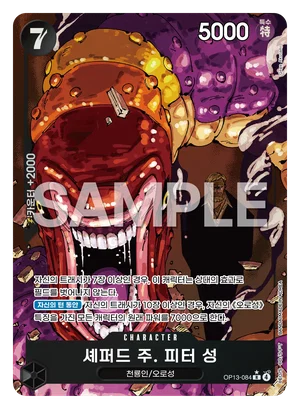 7
5000
특수
特
카운터 +2000
SAMPLE
자신의 트래시가 7장 이상인 경우, 이 캐릭터는 상대의 효과로
필드를 벗어나지 않는다.
자신의 턴 동안 자신의 트래시가 10장 이상인 경우, 자신의 《오로성》
특징을 가진 모든 캐릭터의 원래 파워를 7000으로 한다.
CHARACTER
셰퍼드 주. 피터 성
천룡인/오로성
OP13-084 R 4